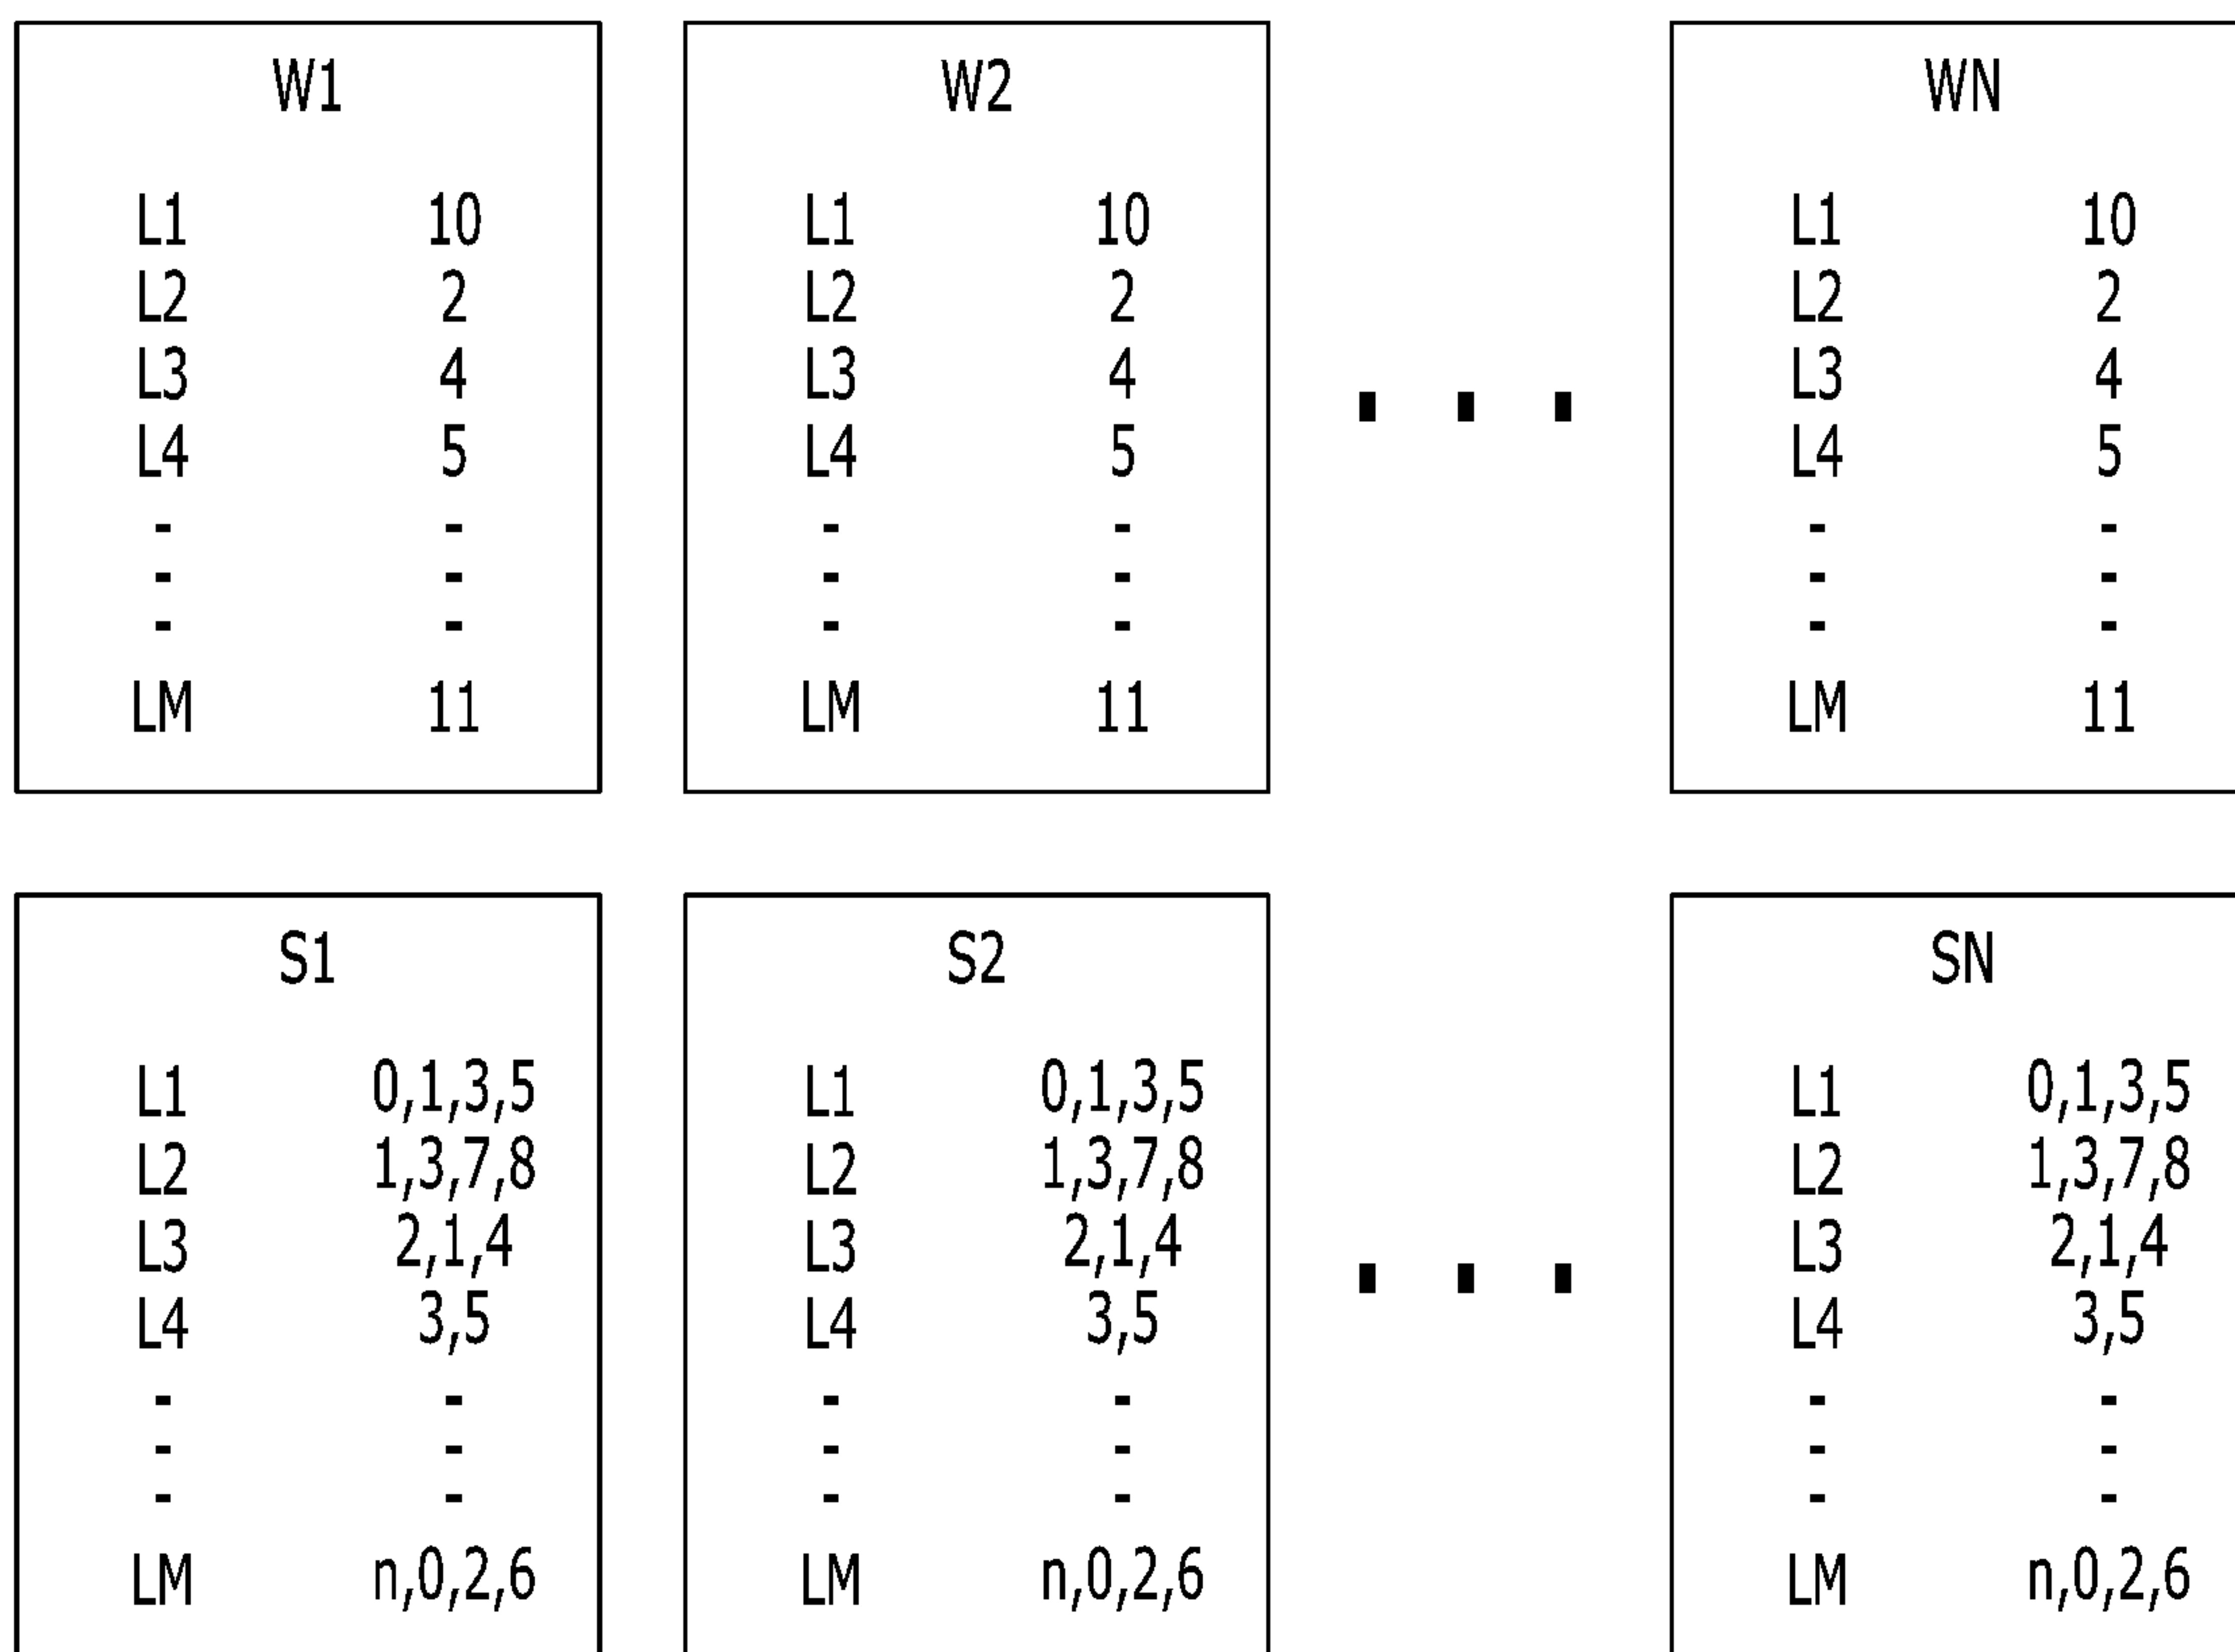 W1
L1 10
L2 2
L3 4
L4 5
- -
- -
- -
LM 11
W2
L1 10
L2 2
L3 4
L4 5
- -
- -
- -
LM 11
. . .
WN
L1 10
L2 2
L3 4
L4 5
- -
- -
- -
LM 11
S1
L1 0,1,3,5
L2 1,3,7,8
L3 2,1,4
L4 3,5
- -
- -
- -
LM n,0,2,6
S2
L1 0,1,3,5
L2 1,3,7,8
L3 2,1,4
L4 3,5
- -
- -
- -
LM n,0,2,6
. . .
SN
L1 0,1,3,5
L2 1,3,7,8
L3 2,1,4
L4 3,5
- -
- -
- -
LM n,0,2,6